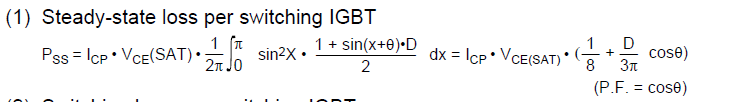 (1) Steady-state loss per switching IGBT
PSS = ICP • VCE(SAT) • 1/2π ∫0π sin²X • 1 + sin(x+θ)•D / 2 dx = ICP • VCE(SAT) • (1/8 + D/3π cosθ)
(P.F. = cosθ)